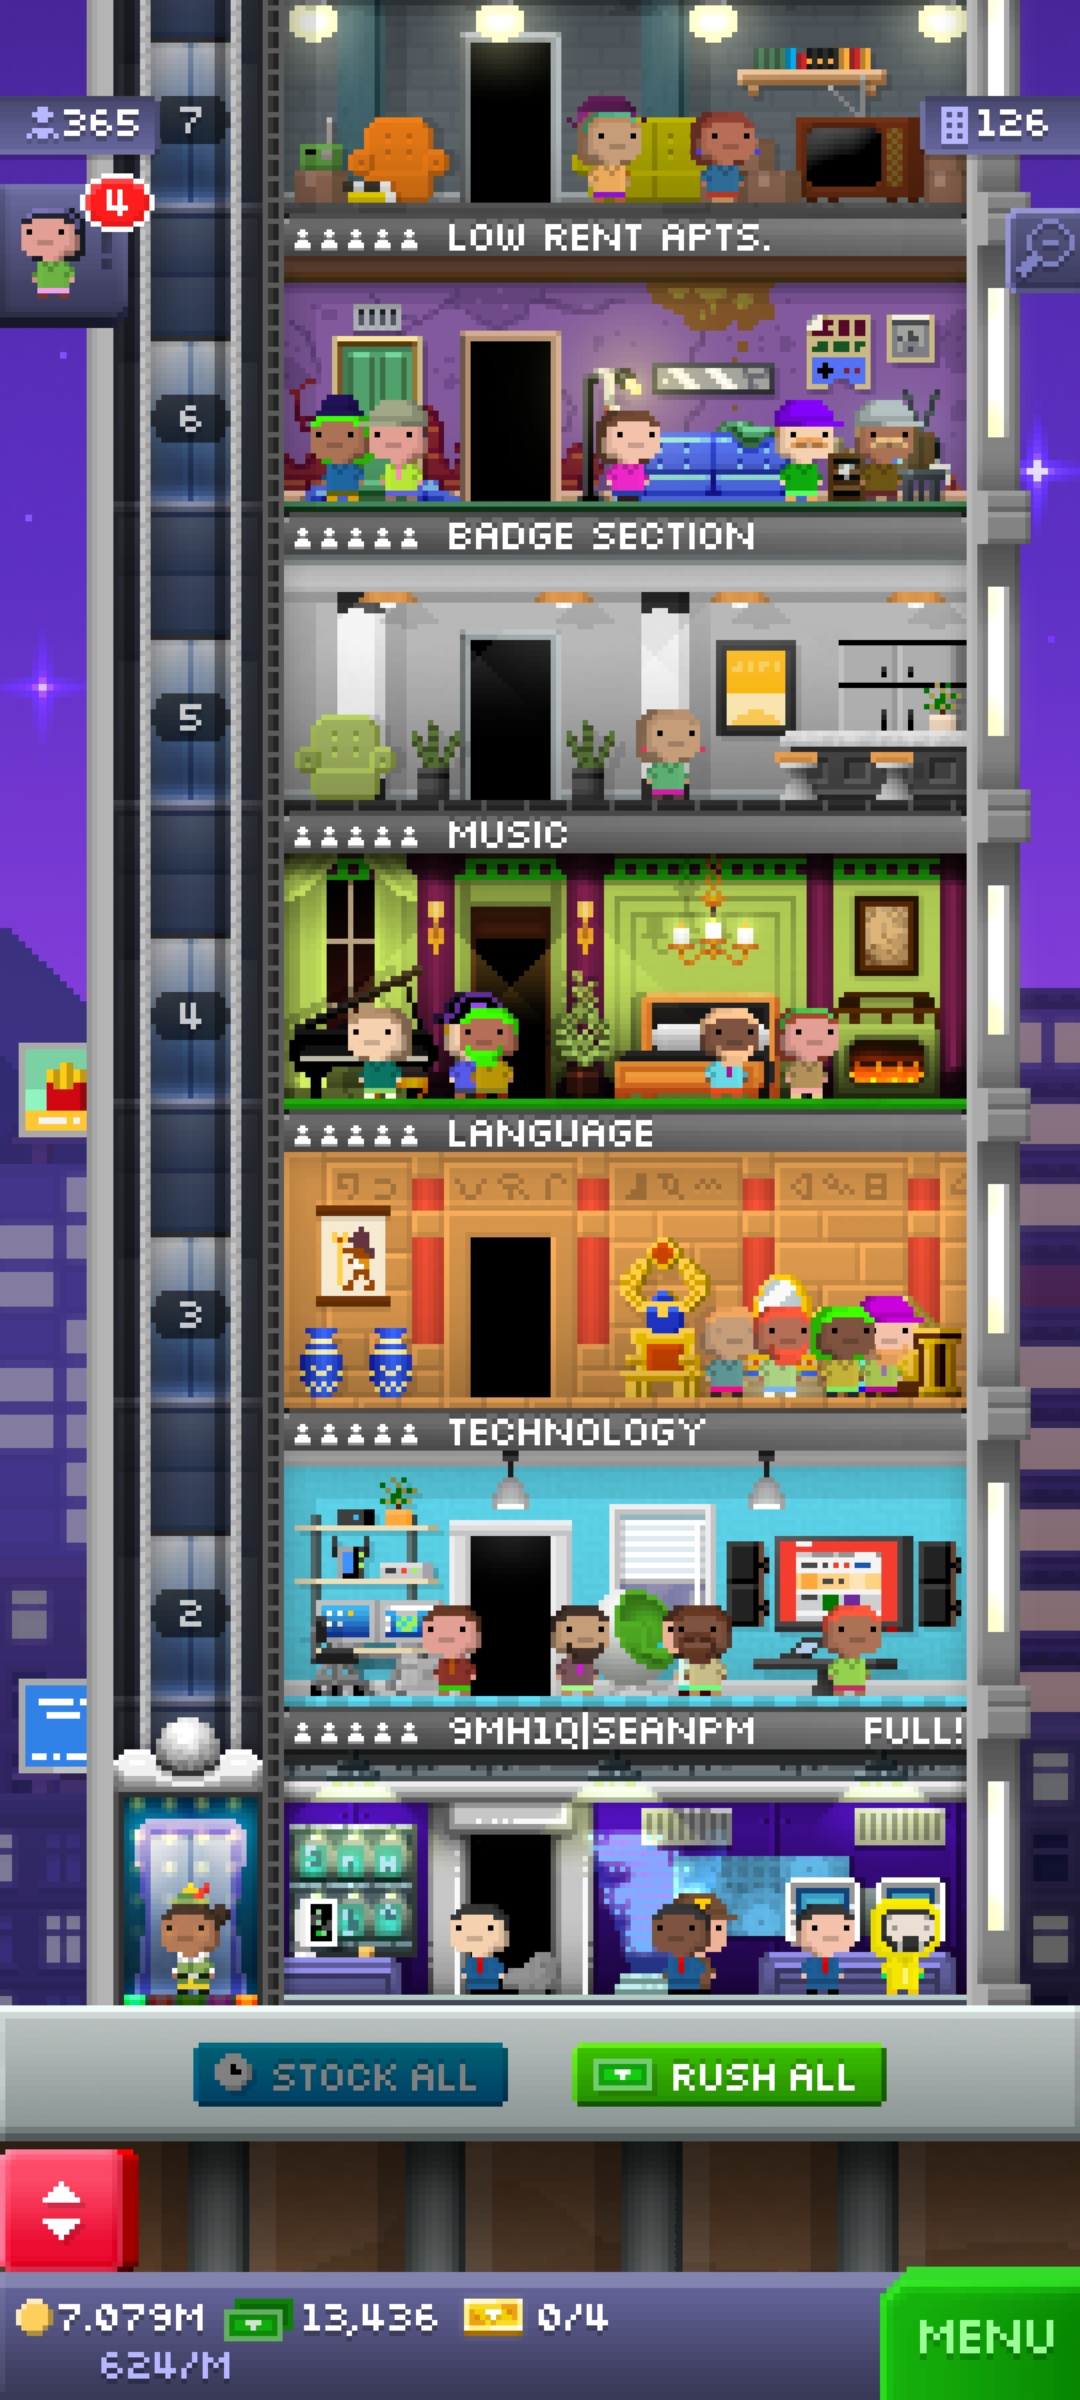 7
365
126
4
LOW RENT APTS.
6
BADGE SECTION
5
MUSIC
4
LANGUAGE
3
TECHNOLOGY
2
9MH1Q|SEANPM FULL!
STOCK ALL
RUSH ALL
7.079M
13,436
0/4
624/M
MENU